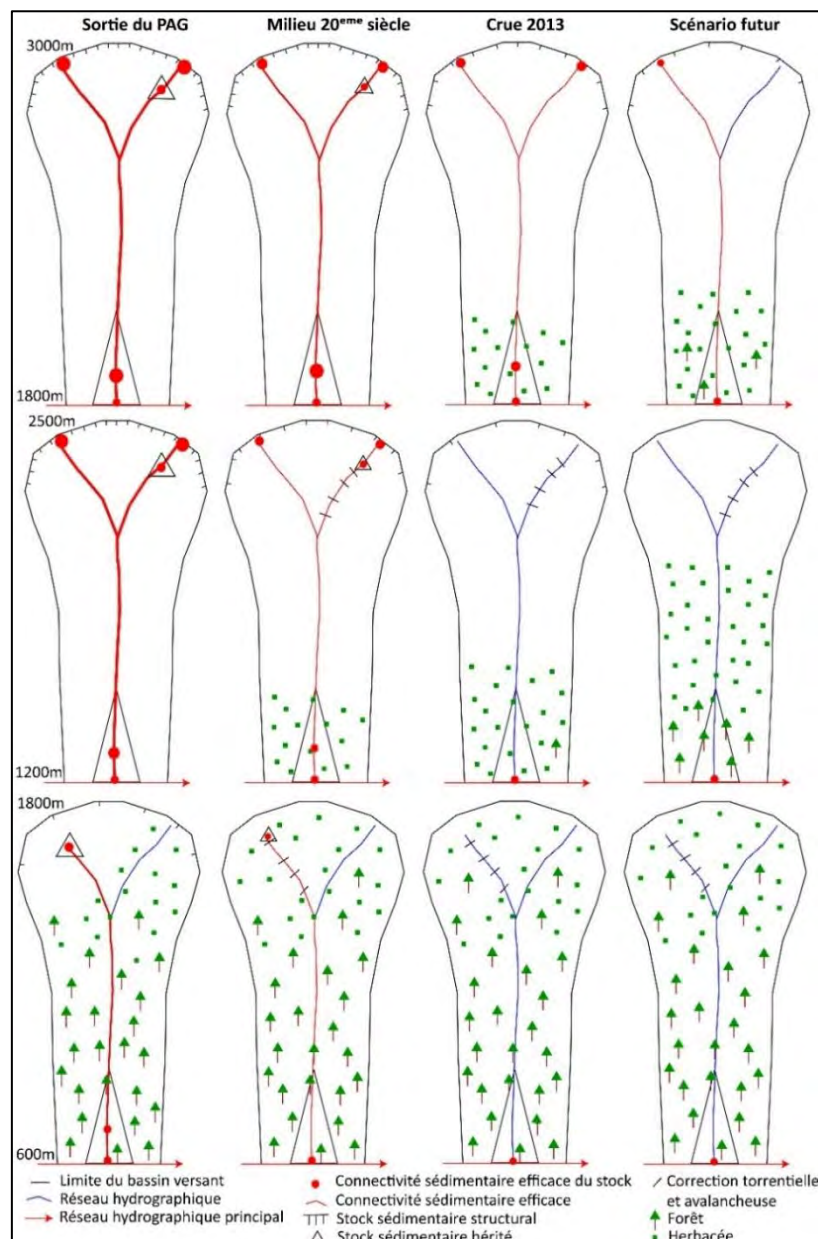 Sortie du PAG
Milieu 20eme siècle
Crue 2013
Scénario futur
3000m
1800m
2500m
1200m
1800m
600m
Limite du bassin versant
Réseau hydrographique
Réseau hydrographique principal
Connectivité sédimentaire efficace du stock
Connectivité sédimentaire efficace
Stock sédimentaire structural
Stock sédimentaire hérité
Correction torrentielle
et avalancheuse
Forêt
Herbacée